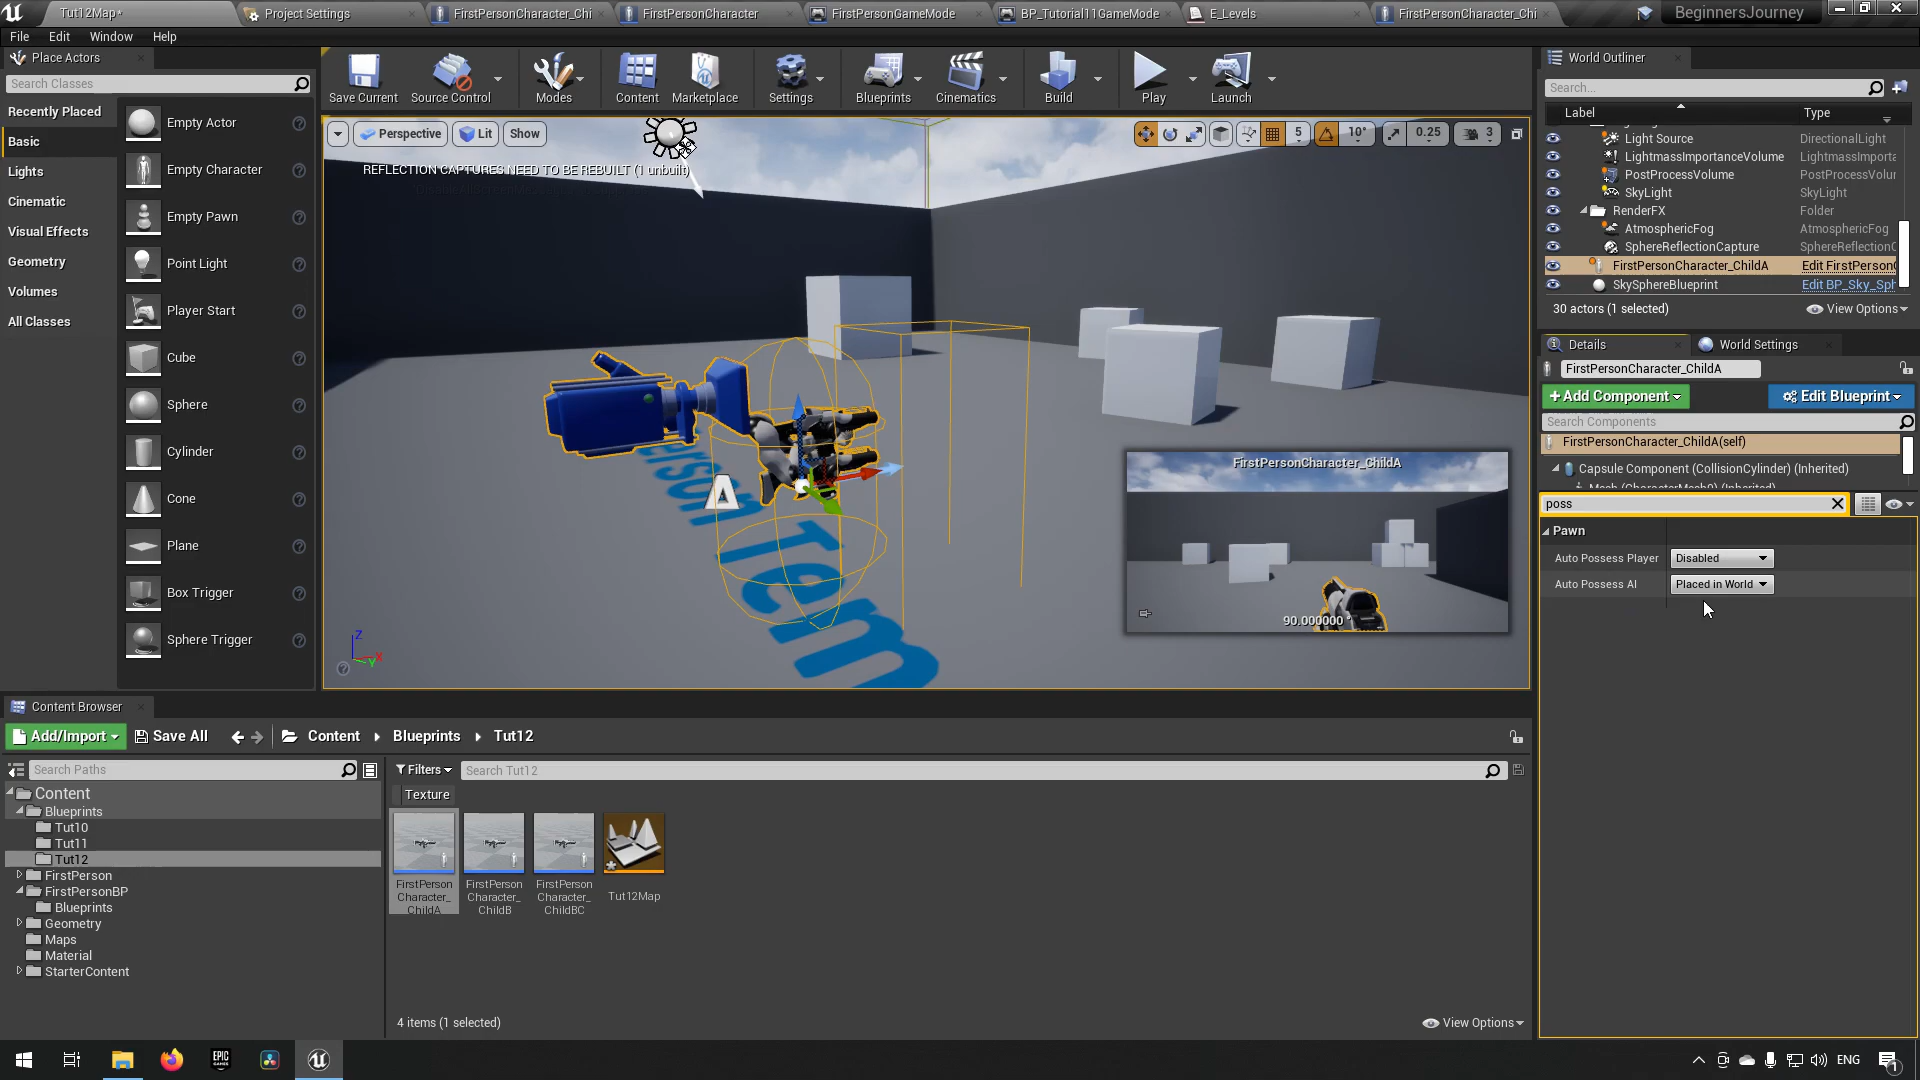 Tut12Map*
Project Settings
FirstPersonCharacter_Chi
FirstPersonCharacter
FirstPersonGameMode
BP_Tutorial11GameMode
E_Levels
FirstPersonCharacter_Chi
BeginnersJourney
File
Edit
Window
Help
Place Actors
Search Classes
Recently Placed
Basic
Lights
Cinematic
Visual Effects
Geometry
Volumes
All Classes
Empty Actor
Empty Character
Empty Pawn
Point Light
Player Start
Cube
Sphere
Cylinder
Cone
Plane
Box Trigger
Sphere Trigger
Save Current
Source Control
Modes
Content
Marketplace
Settings
Blueprints
Cinematics
Build
Play
Launch
Perspective
Lit
Show
5
10°
0.25
3
REFLECTION CAPTURES NEED TO BE REBUILT (1 unbuilt)
FirstPersonCharacter_ChildA
90.000000 °
World Outliner
Search...
Label
Type
Light Source
DirectionalLight
LightmassImportanceVolume
LightmassImporta
PostProcessVolume
PostProcessVolur
SkyLight
SkyLight
RenderFX
Folder
AtmosphericFog
AtmosphericFog
SphereReflectionCapture
SphereReflectionC
FirstPersonCharacter_ChildA
Edit FirstPersonC
SkySphereBlueprint
Edit BP_Sky_Sph
30 actors (1 selected)
View Options
Details
World Settings
FirstPersonCharacter_ChildA
Add Component
Edit Blueprint
Search Components
FirstPersonCharacter_ChildA(self)
Capsule Component (CollisionCylinder) (Inherited)
Mesh (CharacterMesh0) (Inherited)
poss
Pawn
Auto Possess Player
Disabled
Auto Possess AI
Placed in World
Content Browser
Add/Import
Save All
Content
Blueprints
Tut12
Search Paths
Filters
Search Tut12
Texture
Content
Blueprints
Tut10
Tut11
Tut12
FirstPerson
FirstPersonBP
Blueprints
Geometry
Maps
Material
StarterContent
FirstPerson
Character_
ChildA
FirstPerson
Character_
ChildB
FirstPerson
Character_
ChildBC
Tut12Map
4 items (1 selected)
View Options
EPIC
GAMES
ENG
1